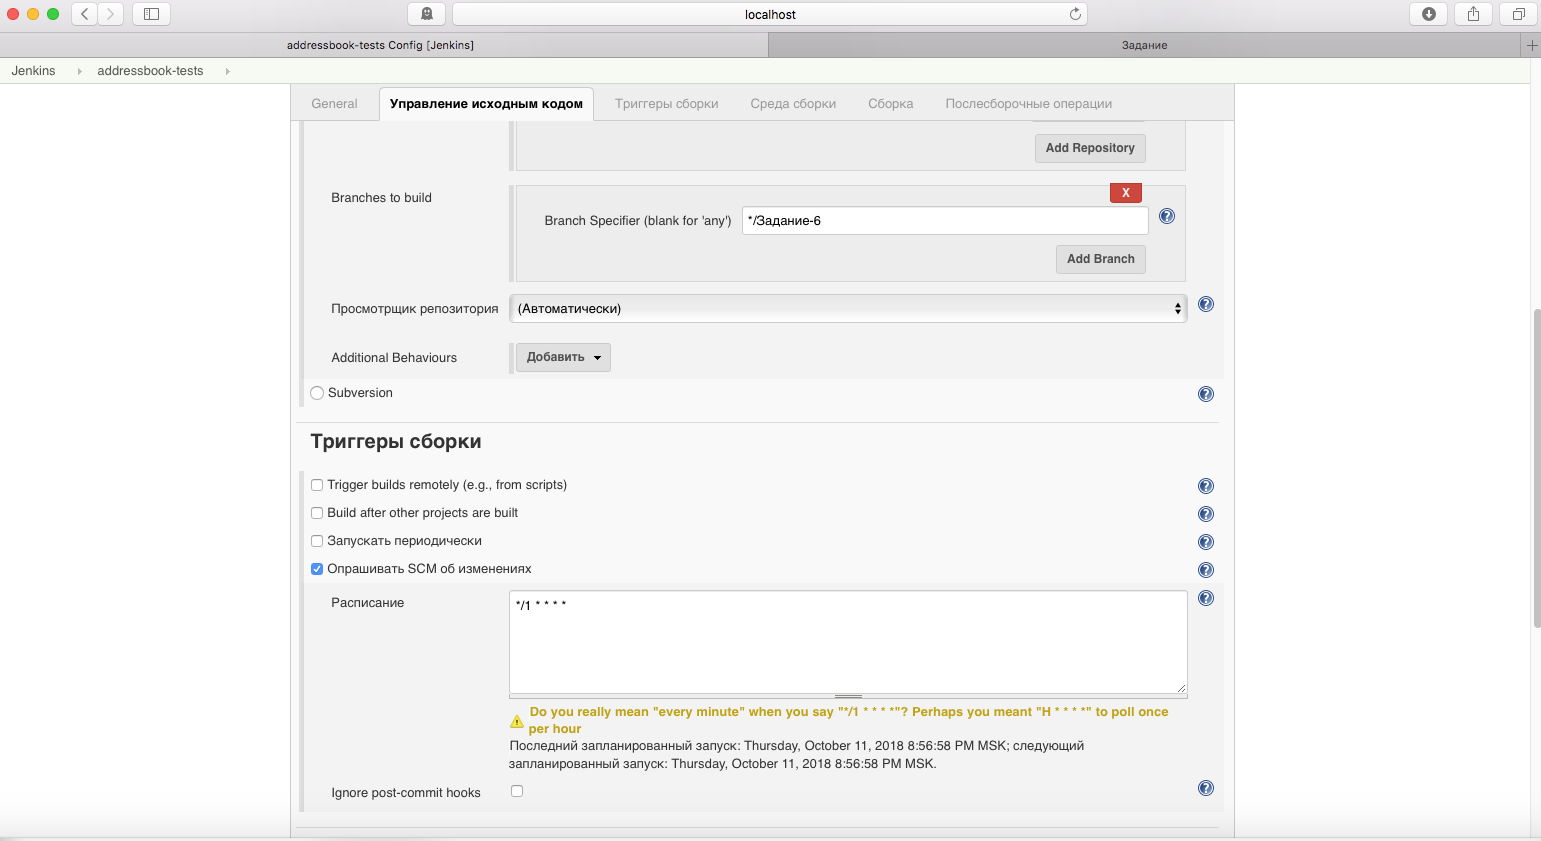 localhost
addressbook-tests Config [Jenkins]
Задание
Jenkins
addressbook-tests
General
Управление исходным кодом
Триггеры сборки
Среда сборки
Сборка
Послесборочные операции
Add Repository
Branches to build
X
Branch Specifier (blank for 'any')
*/Задание-6
Add Branch
Просмотрщик репозитория
(Автоматически)
Additional Behaviours
Добавить
Subversion
Триггеры сборки
Trigger builds remotely (e.g., from scripts)
Build after other projects are built
Запускать периодически
Опрашивать SCM об изменениях
Расписание
*/1 * * * *
Do you really mean "every minute" when you say "*/1 * * * *"? Perhaps you meant "H * * * *" to poll once
per hour
Последний запланированный запуск: Thursday, October 11, 2018 8:56:58 PM MSK; следующий
запланированный запуск: Thursday, October 11, 2018 8:56:58 PM MSK.
Ignore post-commit hooks